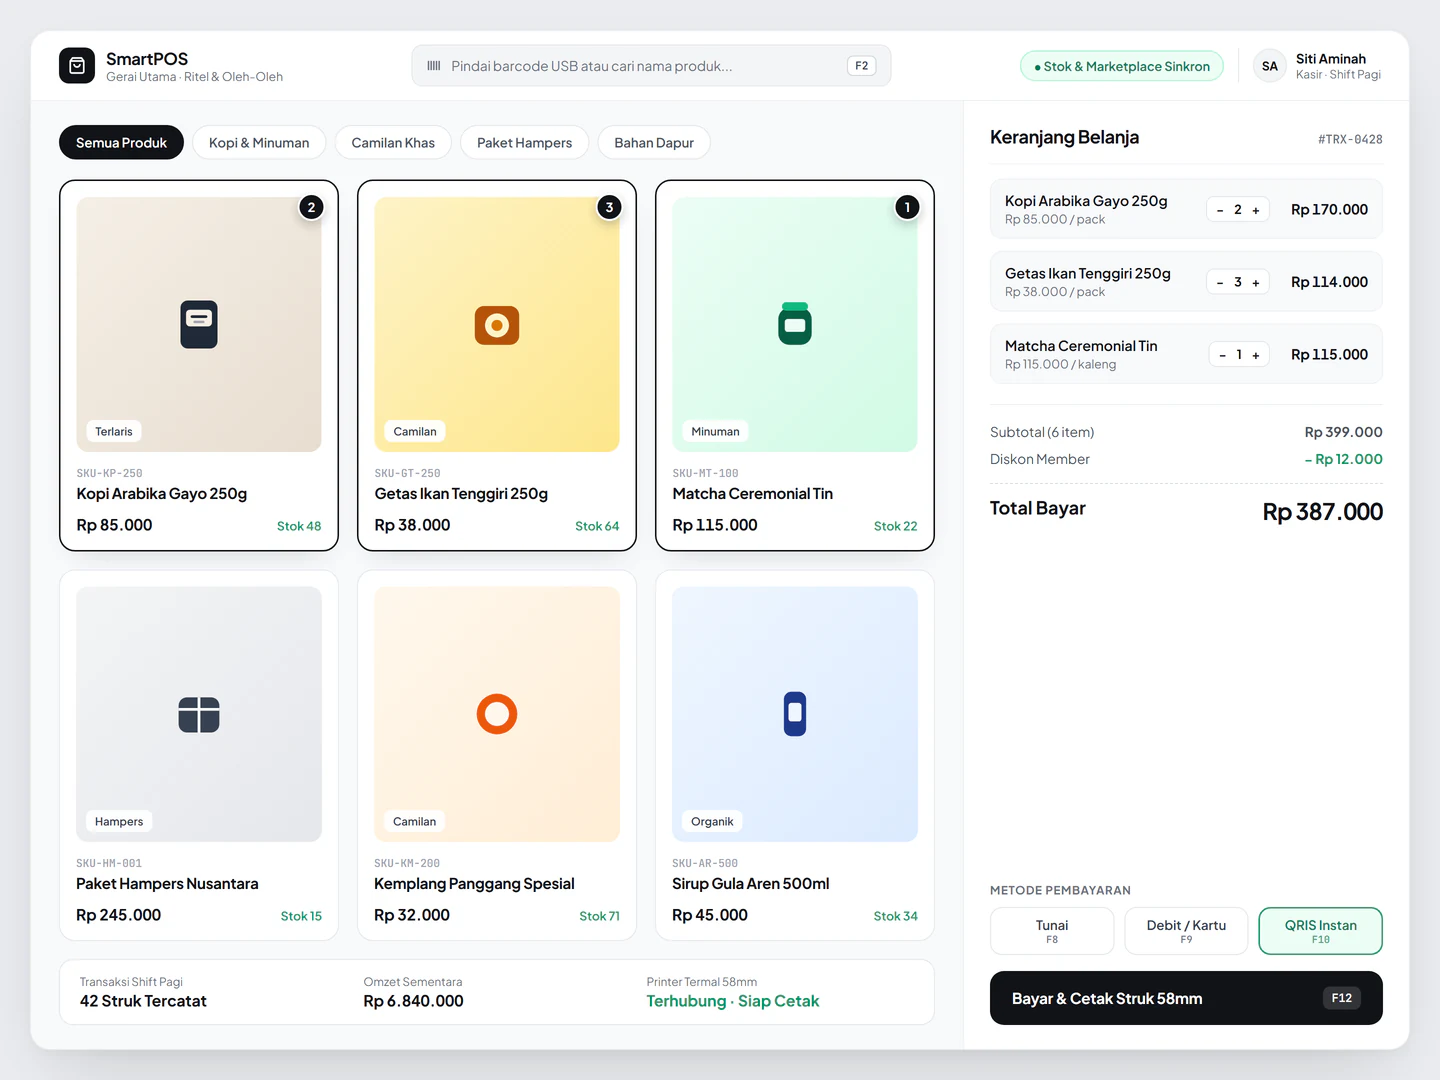 SmartPOS
Gerai Utama · Ritel & Oleh-Oleh
Pindai barcode USB atau cari nama produk...
F2
● Stok & Marketplace Sinkron
SA
Siti Aminah
Kasir · Shift Pagi
Semua Produk
Kopi & Minuman
Camilan Khas
Paket Hampers
Bahan Dapur
2
Terlaris
SKU-KP-250
Kopi Arabika Gayo 250g
Rp 85.000
Stok 48
3
Camilan
SKU-GT-250
Getas Ikan Tenggiri 250g
Rp 38.000
Stok 64
1
Minuman
SKU-MT-100
Matcha Ceremonial Tin
Rp 115.000
Stok 22
Hampers
SKU-HM-001
Paket Hampers Nusantara
Rp 245.000
Stok 15
Camilan
SKU-KM-200
Kemplang Panggang Spesial
Rp 32.000
Stok 71
Organik
SKU-AR-500
Sirup Gula Aren 500ml
Rp 45.000
Stok 34
Transaksi Shift Pagi
42 Struk Tercatat
Omzet Sementara
Rp 6.840.000
Printer Termal 58mm
Terhubung · Siap Cetak
Keranjang Belanja
#TRX-0428
Kopi Arabika Gayo 250g
Rp 85.000 / pack
− 2 +
Rp 170.000
Getas Ikan Tenggiri 250g
Rp 38.000 / pack
− 3 +
Rp 114.000
Matcha Ceremonial Tin
Rp 115.000 / kaleng
− 1 +
Rp 115.000
Subtotal (6 item)
Rp 399.000
Diskon Member
− Rp 12.000
Total Bayar
Rp 387.000
METODE PEMBAYARAN
Tunai
F8
Debit / Kartu
F9
QRIS Instan
F10
Bayar & Cetak Struk 58mm
F12